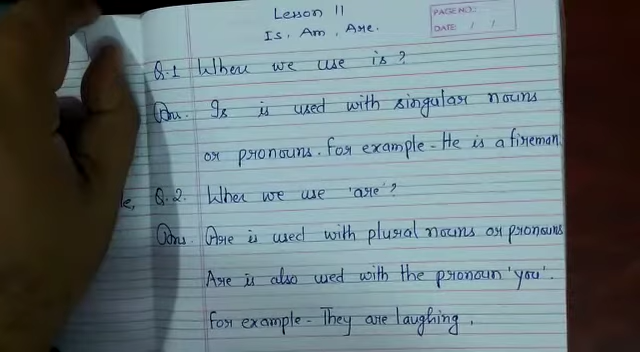 Lesson 11
PAGE NO.:
Is, Am, Are.
DATE: / /
Q.1 When we use is?
Ans. Is is used with singular nouns
or pronouns. For example - He is a fireman.
Q.2. When we use 'are'?
Ans. Are is used with plural nouns or pronouns
Are is also used with the pronoun 'you'.
For example - They are laughing.